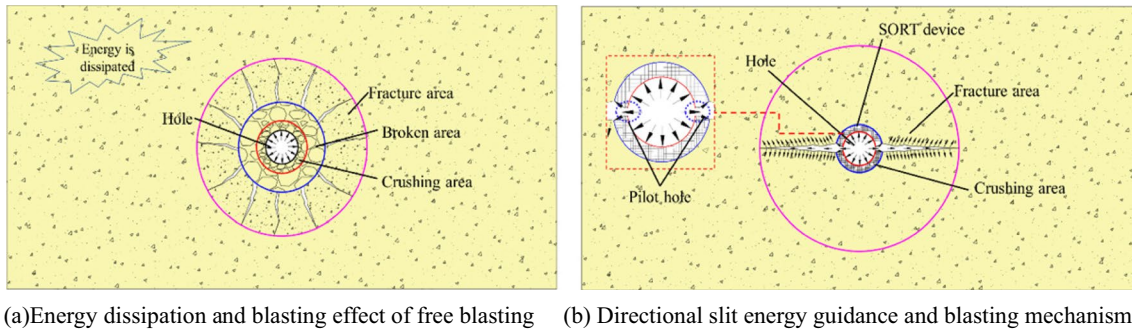 Energy is
dissipated
Hole
Fracture area
Broken area
Crushing area
SORT device
Hole
Fracture area
Pilot hole
Crushing area
(a)Energy dissipation and blasting effect of free blasting
(b) Directional slit energy guidance and blasting mechanism